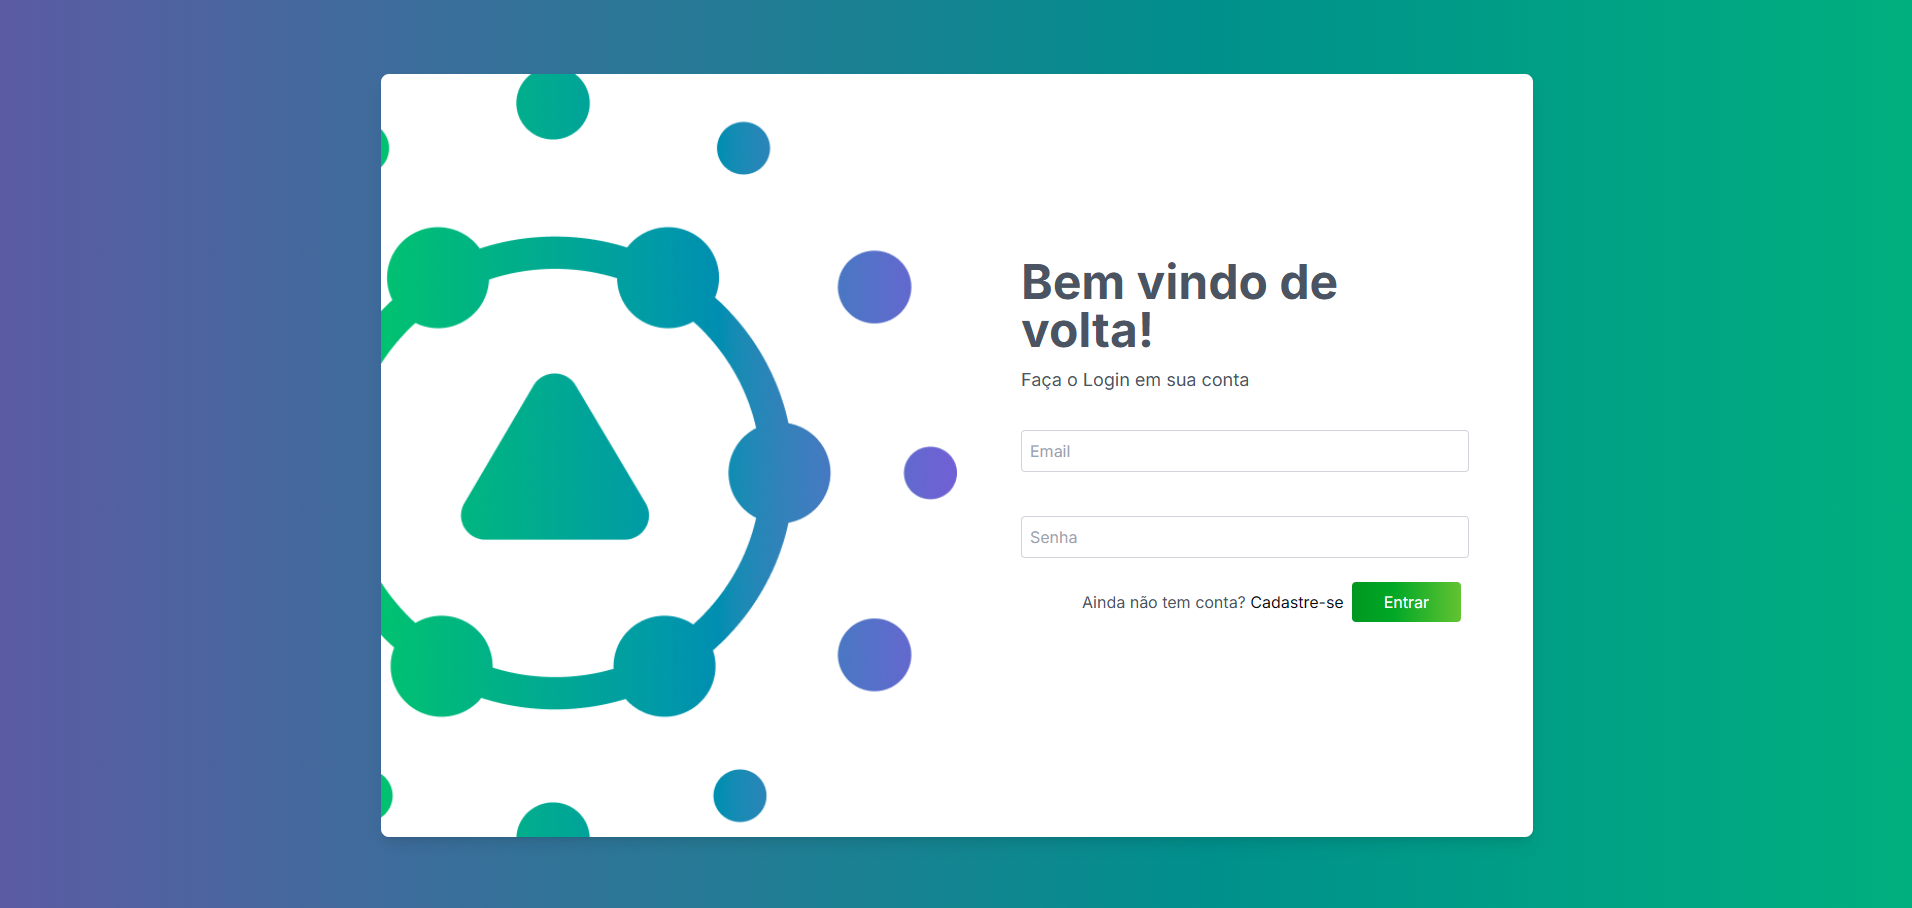 Bem vindo de
volta!
Faça o Login em sua conta
Email
Senha
Ainda não tem conta? Cadastre-se
Entrar